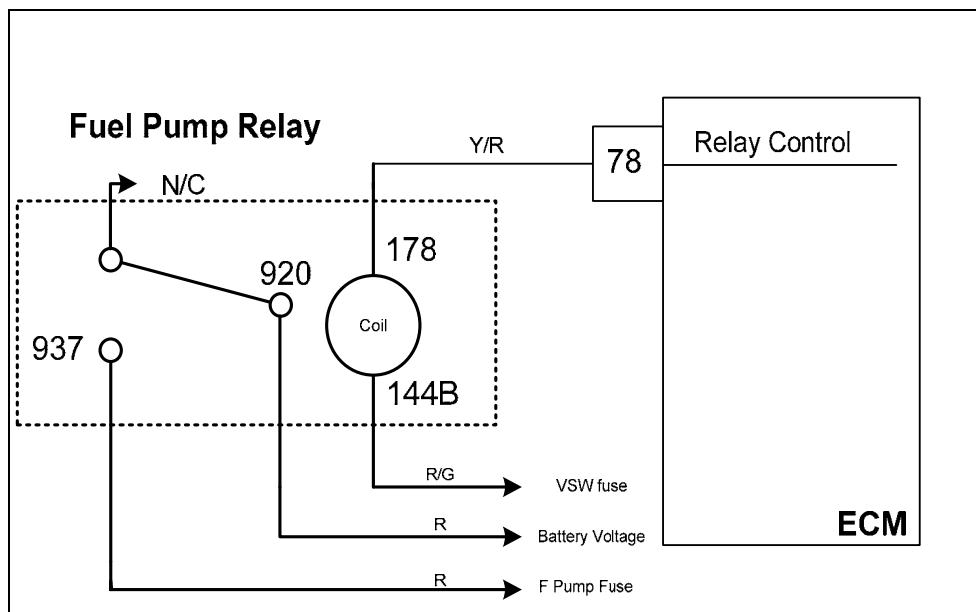 Fuel Pump Relay
Y/R
78
Relay Control
N/C
178
920
Coil
937
144B
R/G
VSW fuse
ECM
R
Battery Voltage
R
F Pump Fuse